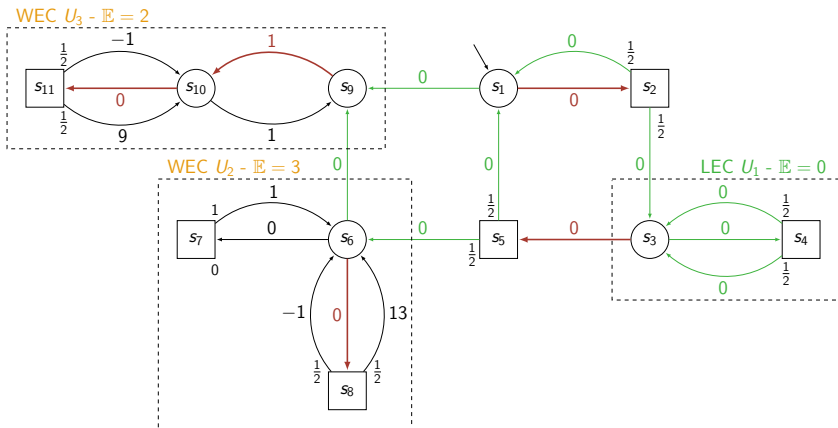 WEC U₃ - 𝔼 = 2
½ −1 1 0 ½
s₁₁ 0 s₁₀ s₉ 0 s₁ 0 s₂
½ 9 1 ½
0 0 0
WEC U₂ - 𝔼 = 3 LEC U₁ - 𝔼 = 0
1 1 ½ 0 ½
s₇ 0 s₆ 0 s₅ 0 s₃ 0 s₄
0 ½ 0 ½
−1 0 13
½ ½
s₈